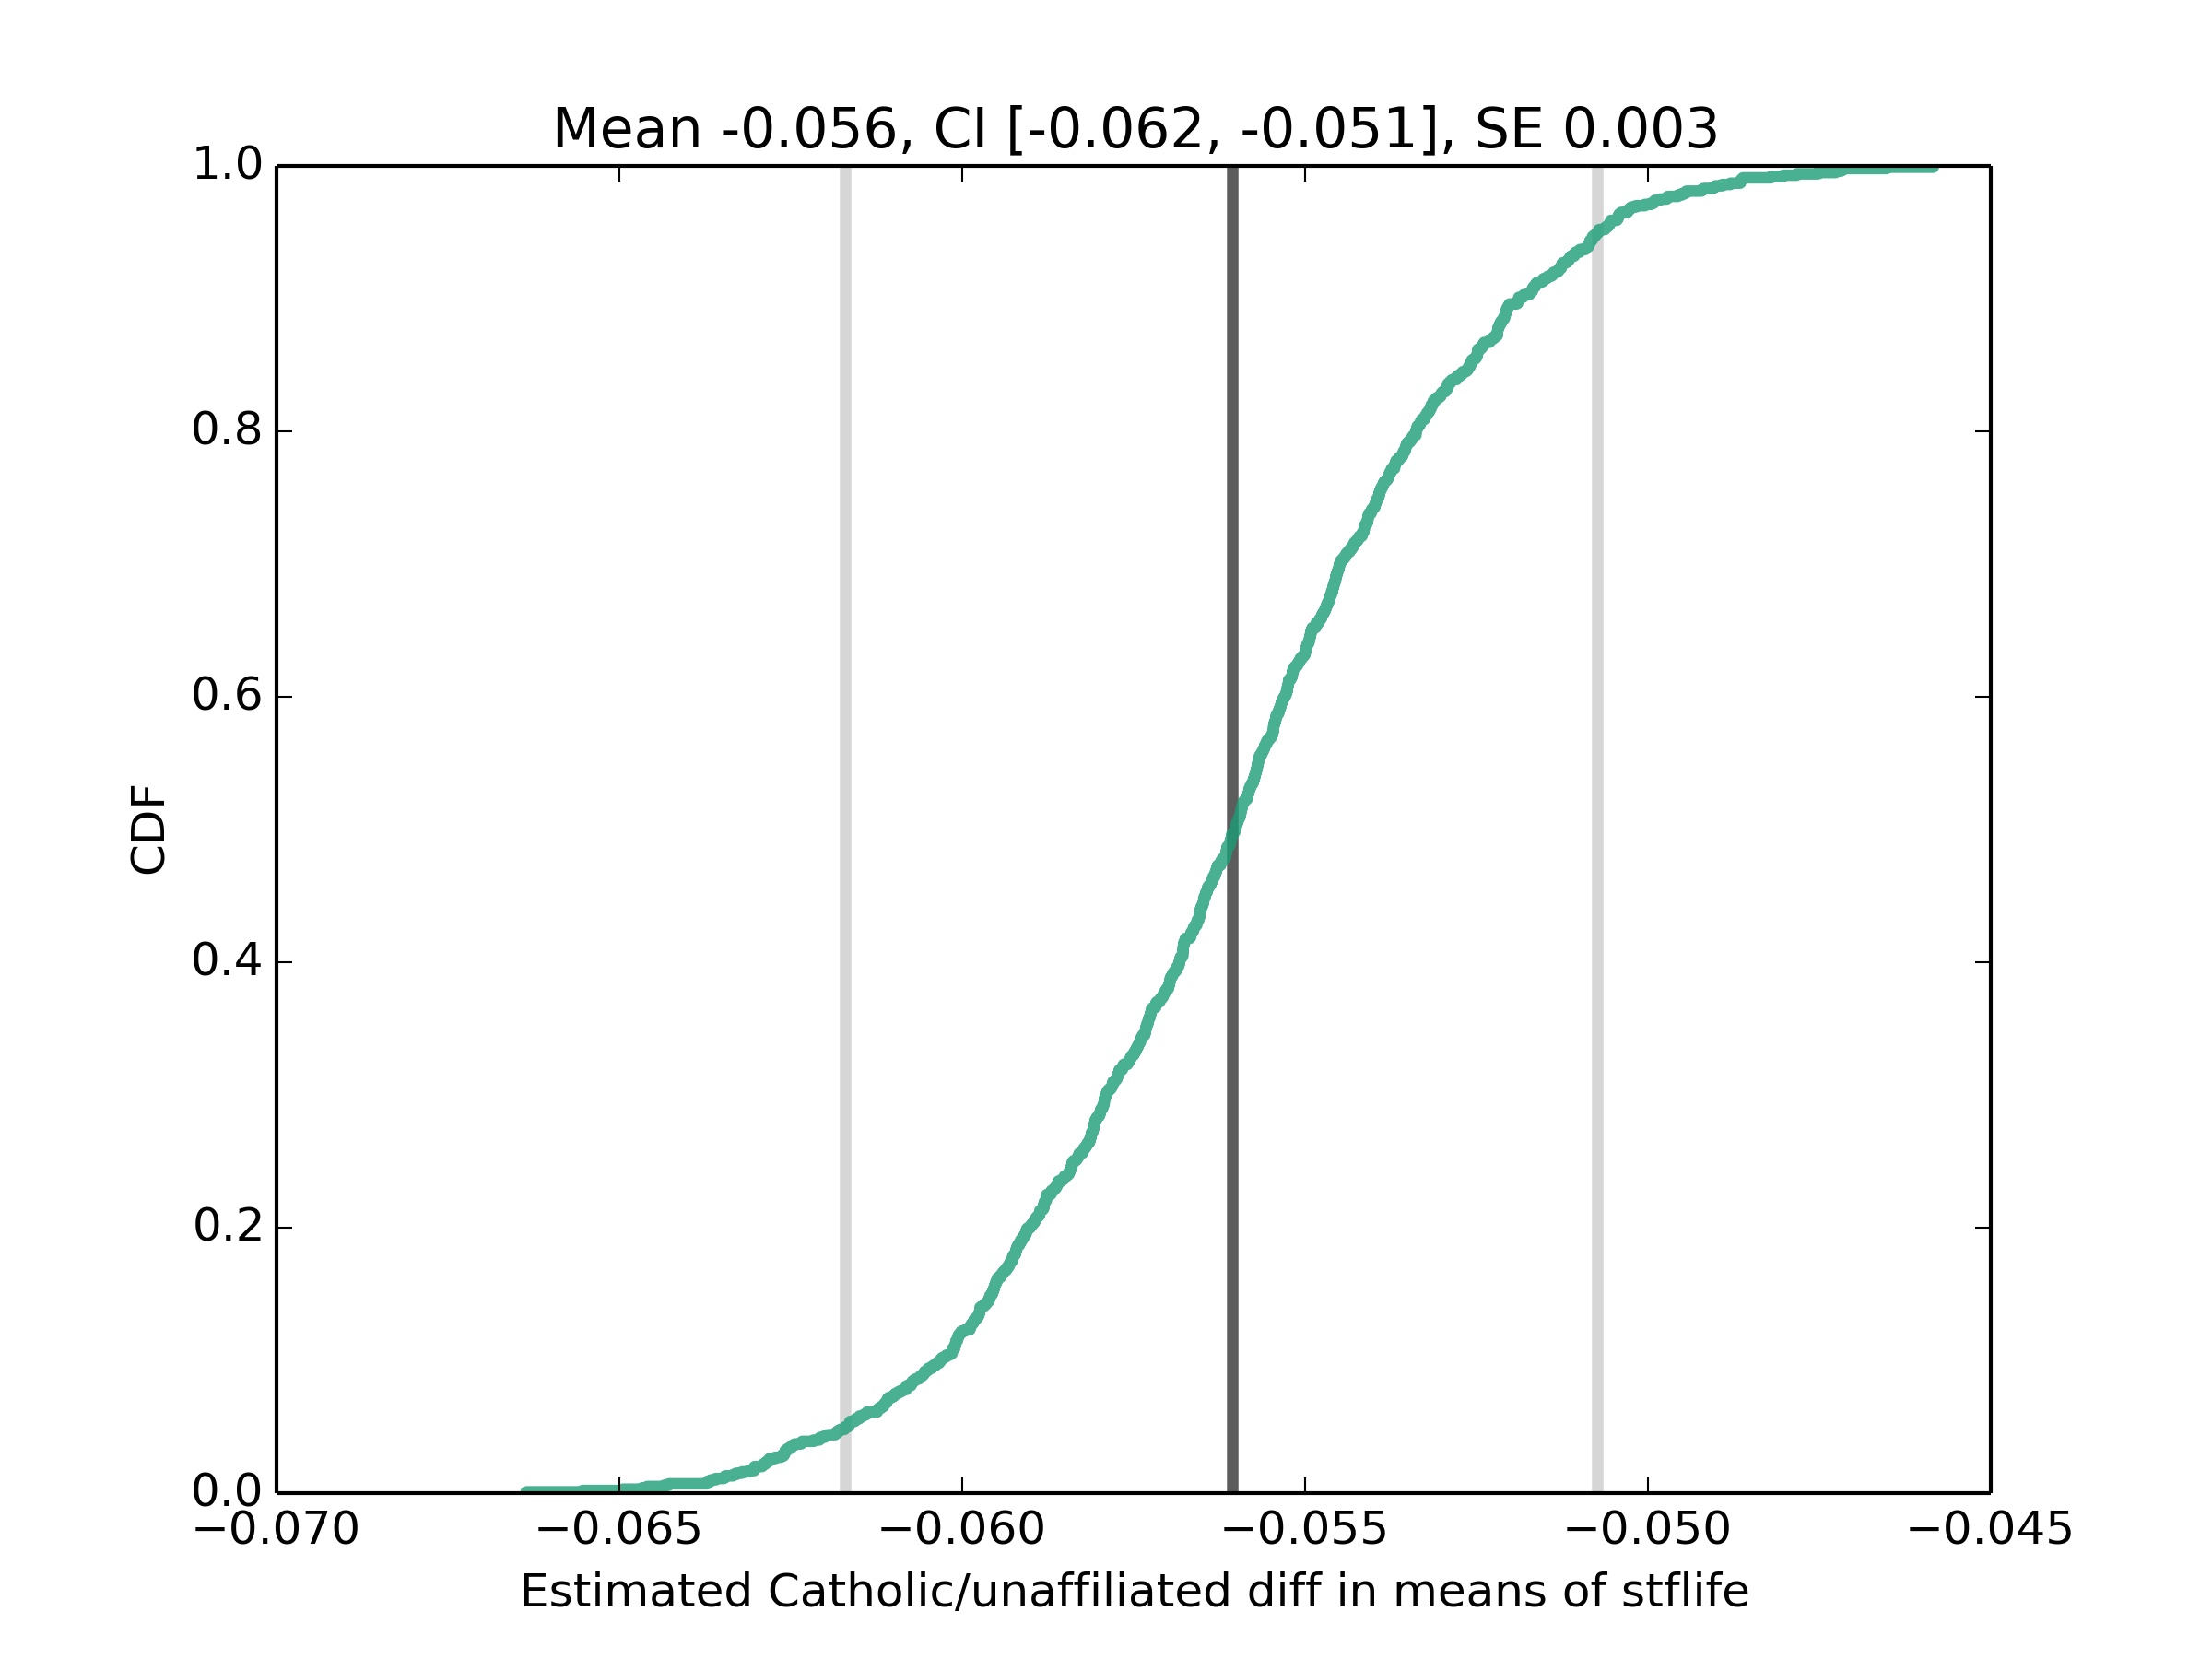 Mean -0.056, CI [-0.062, -0.051], SE 0.003
1.0
0.8
0.6
0.4
0.2
0.0
CDF
−0.070 −0.065 −0.060 −0.055 −0.050 −0.045
Estimated Catholic/unaffiliated diff in means of stflife